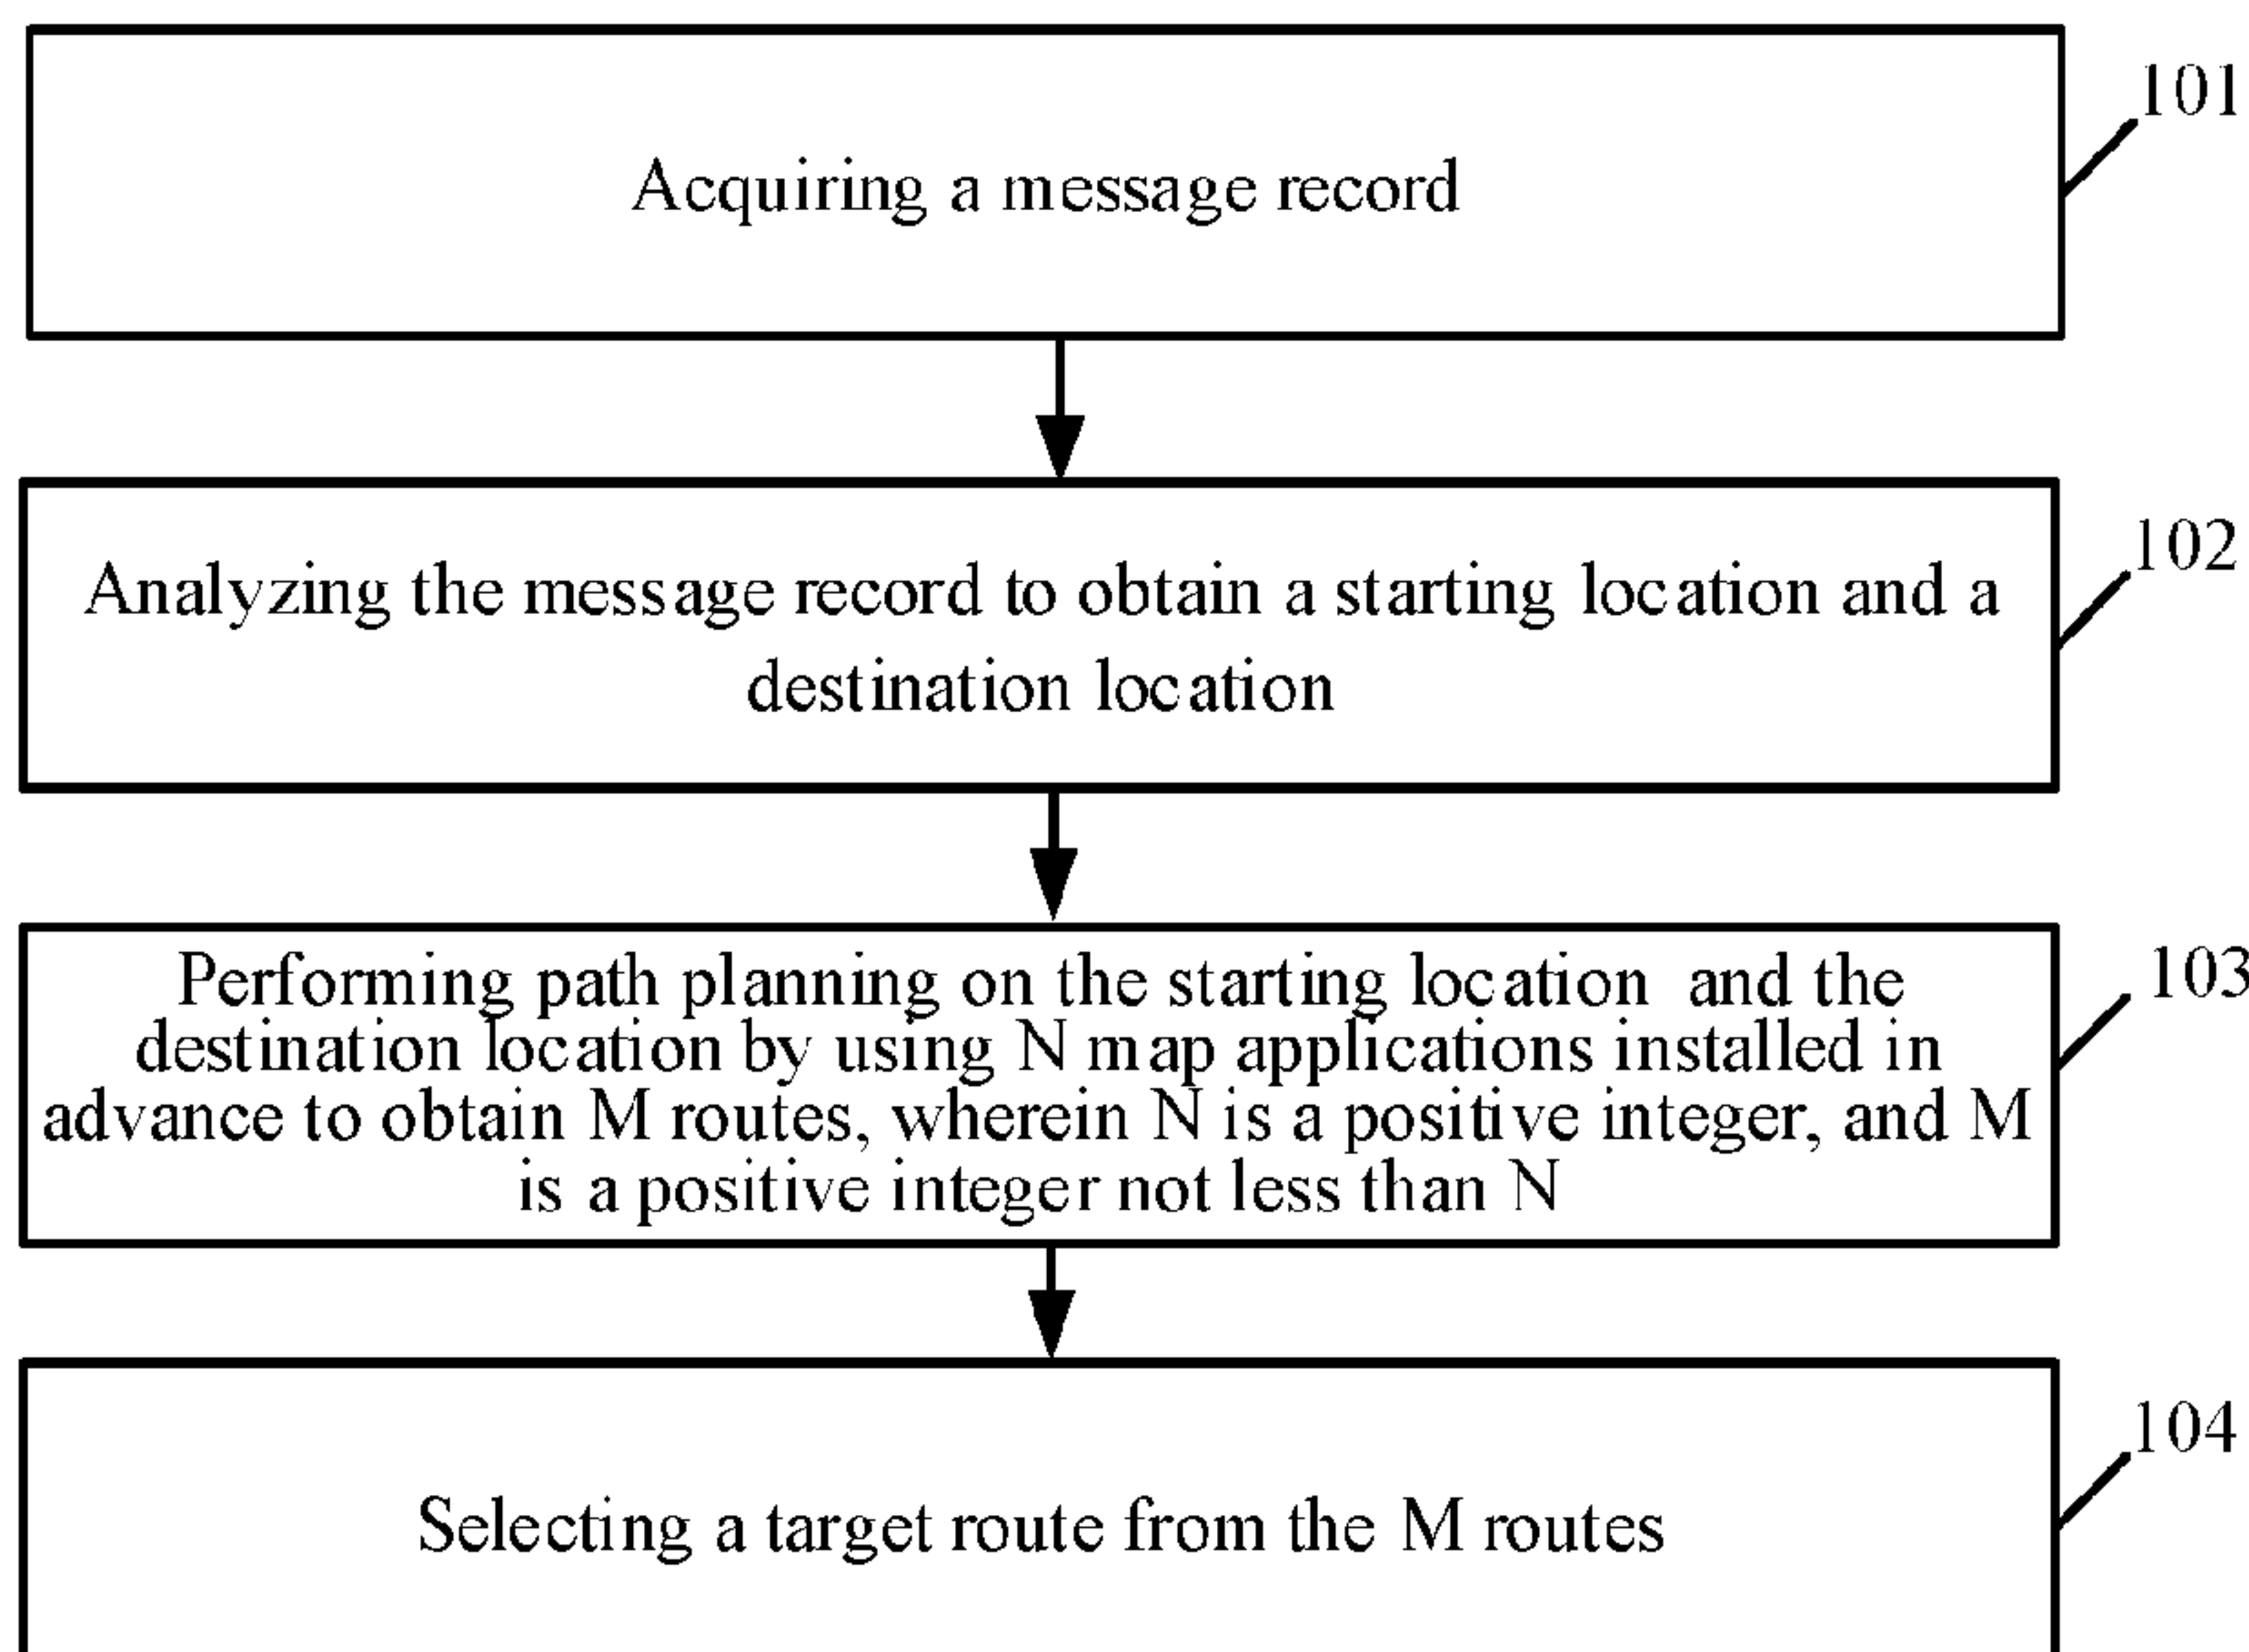 101
Acquiring a message record
102
Analyzing the message record to obtain a starting location and a
destination location
103
Performing path planning on the starting location and the
destination location by using N map applications installed in
advance to obtain M routes, wherein N is a positive integer, and M
is a positive integer not less than N
104
Selecting a target route from the M routes